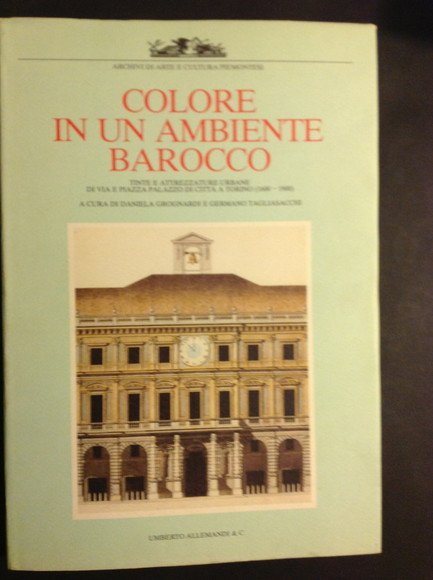 ARCHIVI DI ARTE E CULTURA PIEMONTESI
COLORE
IN UN AMBIENTE
BAROCCO
TINTE E ATTREZZATURE URBANE
DI VIA E PIAZZA PALAZZO DI CITTÀ A TORINO (1600 - 1900)
A CURA DI DANIELA GROGNARDI E GERMANO TAGLIASACCHI
UMBERTO ALLEMANDI & C.